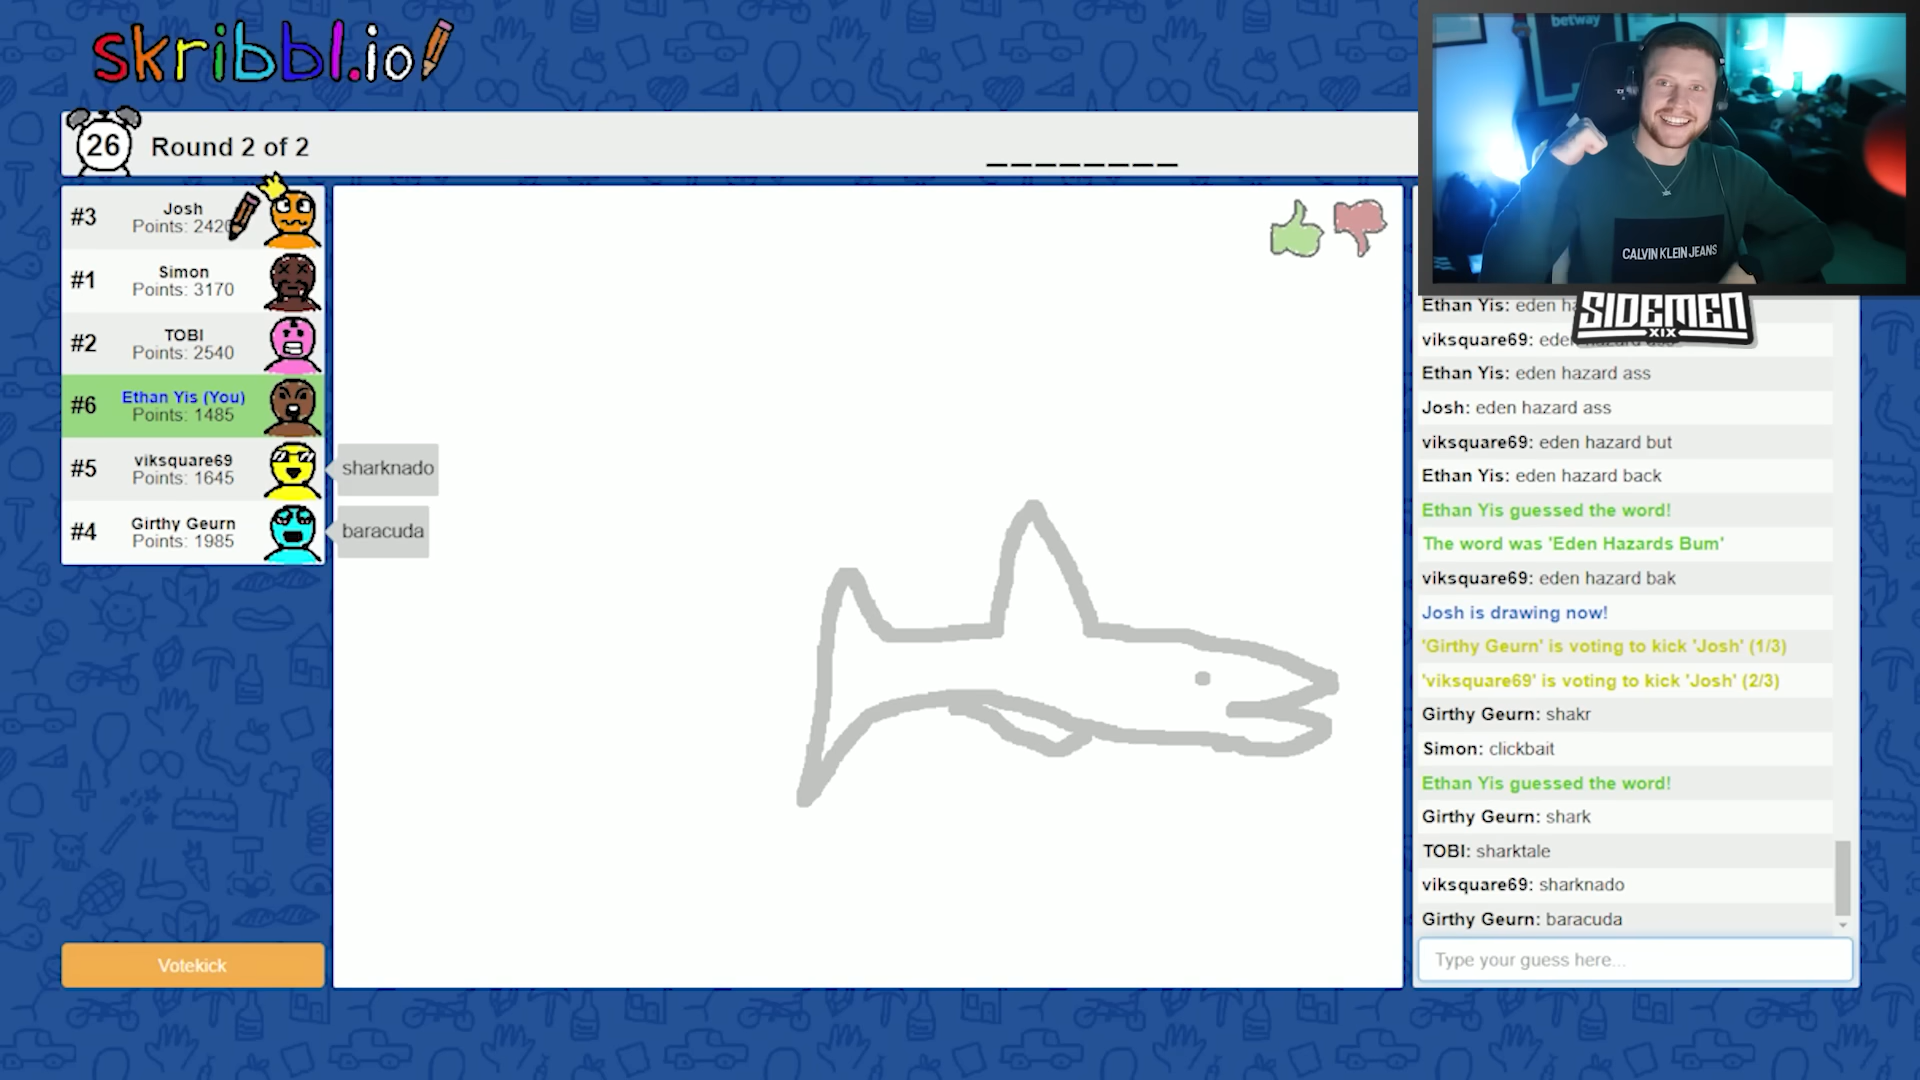 skribbl.io
betway
26
Round 2 of 2
________
CALVIN KLEIN JEANS
SIDEMEN
XIX
#3
Josh
Points: 2420
#1
Simon
Points: 3170
#2
TOBI
Points: 2540
#6
Ethan Yis (You)
Points: 1485
#5
viksquare69
Points: 1645
sharknado
#4
Girthy Geurn
Points: 1985
baracuda
Votekick
Ethan Yis: eden
viksquare69: eden hazard ass
Ethan Yis: eden hazard ass
Josh: eden hazard ass
viksquare69: eden hazard but
Ethan Yis: eden hazard back
Ethan Yis guessed the word!
The word was 'Eden Hazards Bum'
viksquare69: eden hazard bak
Josh is drawing now!
'Girthy Geurn' is voting to kick 'Josh' (1/3)
'viksquare69' is voting to kick 'Josh' (2/3)
Girthy Geurn: shakr
Simon: clickbait
Ethan Yis guessed the word!
Girthy Geurn: shark
TOBI: sharktale
viksquare69: sharknado
Girthy Geurn: baracuda
Type your guess here...